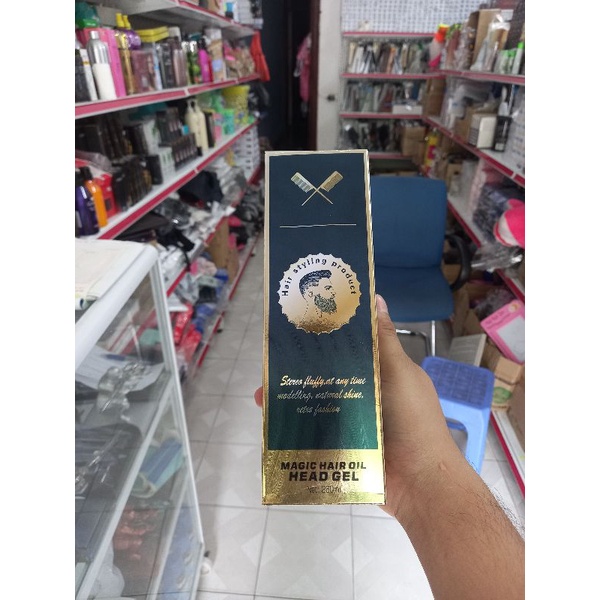 Hair styling product
Stereo fluffy,at any time
modelling, natural shine,
retro fashion
MAGIC HAIR OIL
HEAD GEL